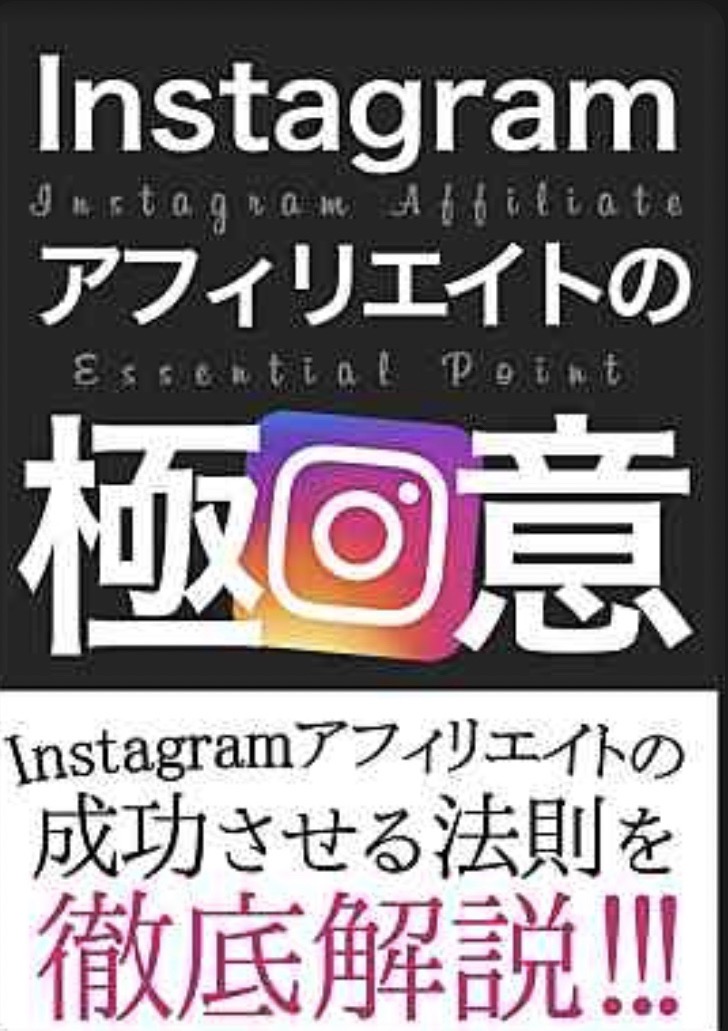 Instagram
Instagram Affiliate
アフィリエイトの
Essential Point
極意
Instagramアフィリエイトの
成功させる法則を
徹底解説!!!